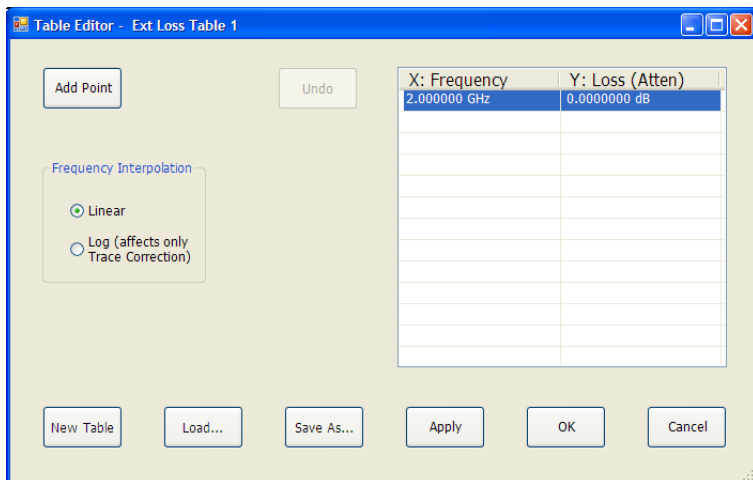 Table Editor - Ext Loss Table 1
Add Point
Undo
X: Frequency
Y: Loss (Atten)
2.000000 GHz
0.0000000 dB
Frequency Interpolation
Linear
Log (affects only
Trace Correction)
New Table
Load...
Save As...
Apply
OK
Cancel